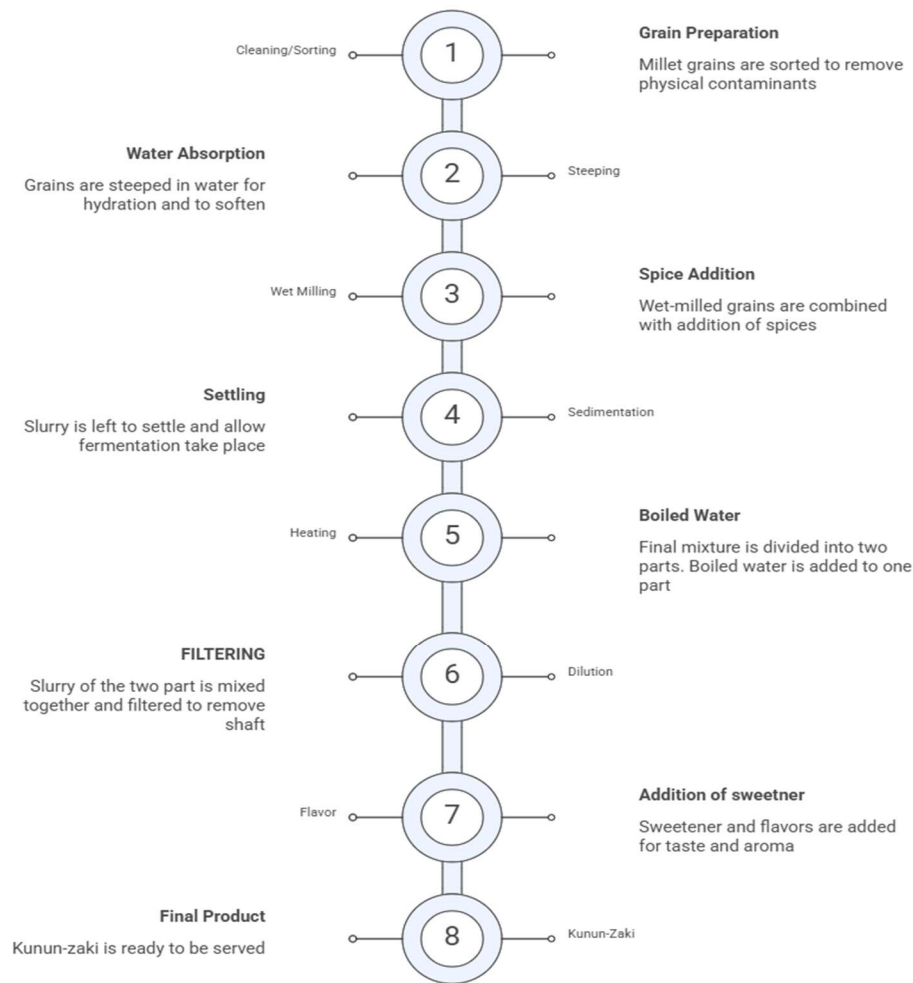 Cleaning/Sorting
1
Grain Preparation
Millet grains are sorted to remove
physical contaminants
Water Absorption
Grains are steeped in water for
hydration and to soften
2
Steeping
Wet Milling
3
Spice Addition
Wet-milled grains are combined
with addition of spices
Settling
Slurry is left to settle and allow
fermentation take place
4
Sedimentation
Heating
5
Boiled Water
Final mixture is divided into two
parts. Boiled water is added to one
part
FILTERING
Slurry of the two part is mixed
together and filtered to remove
shaft
6
Dilution
Flavor
7
Addition of sweetner
Sweetener and flavors are added
for taste and aroma
Final Product
Kunun-zaki is ready to be served
8
Kunun-Zaki